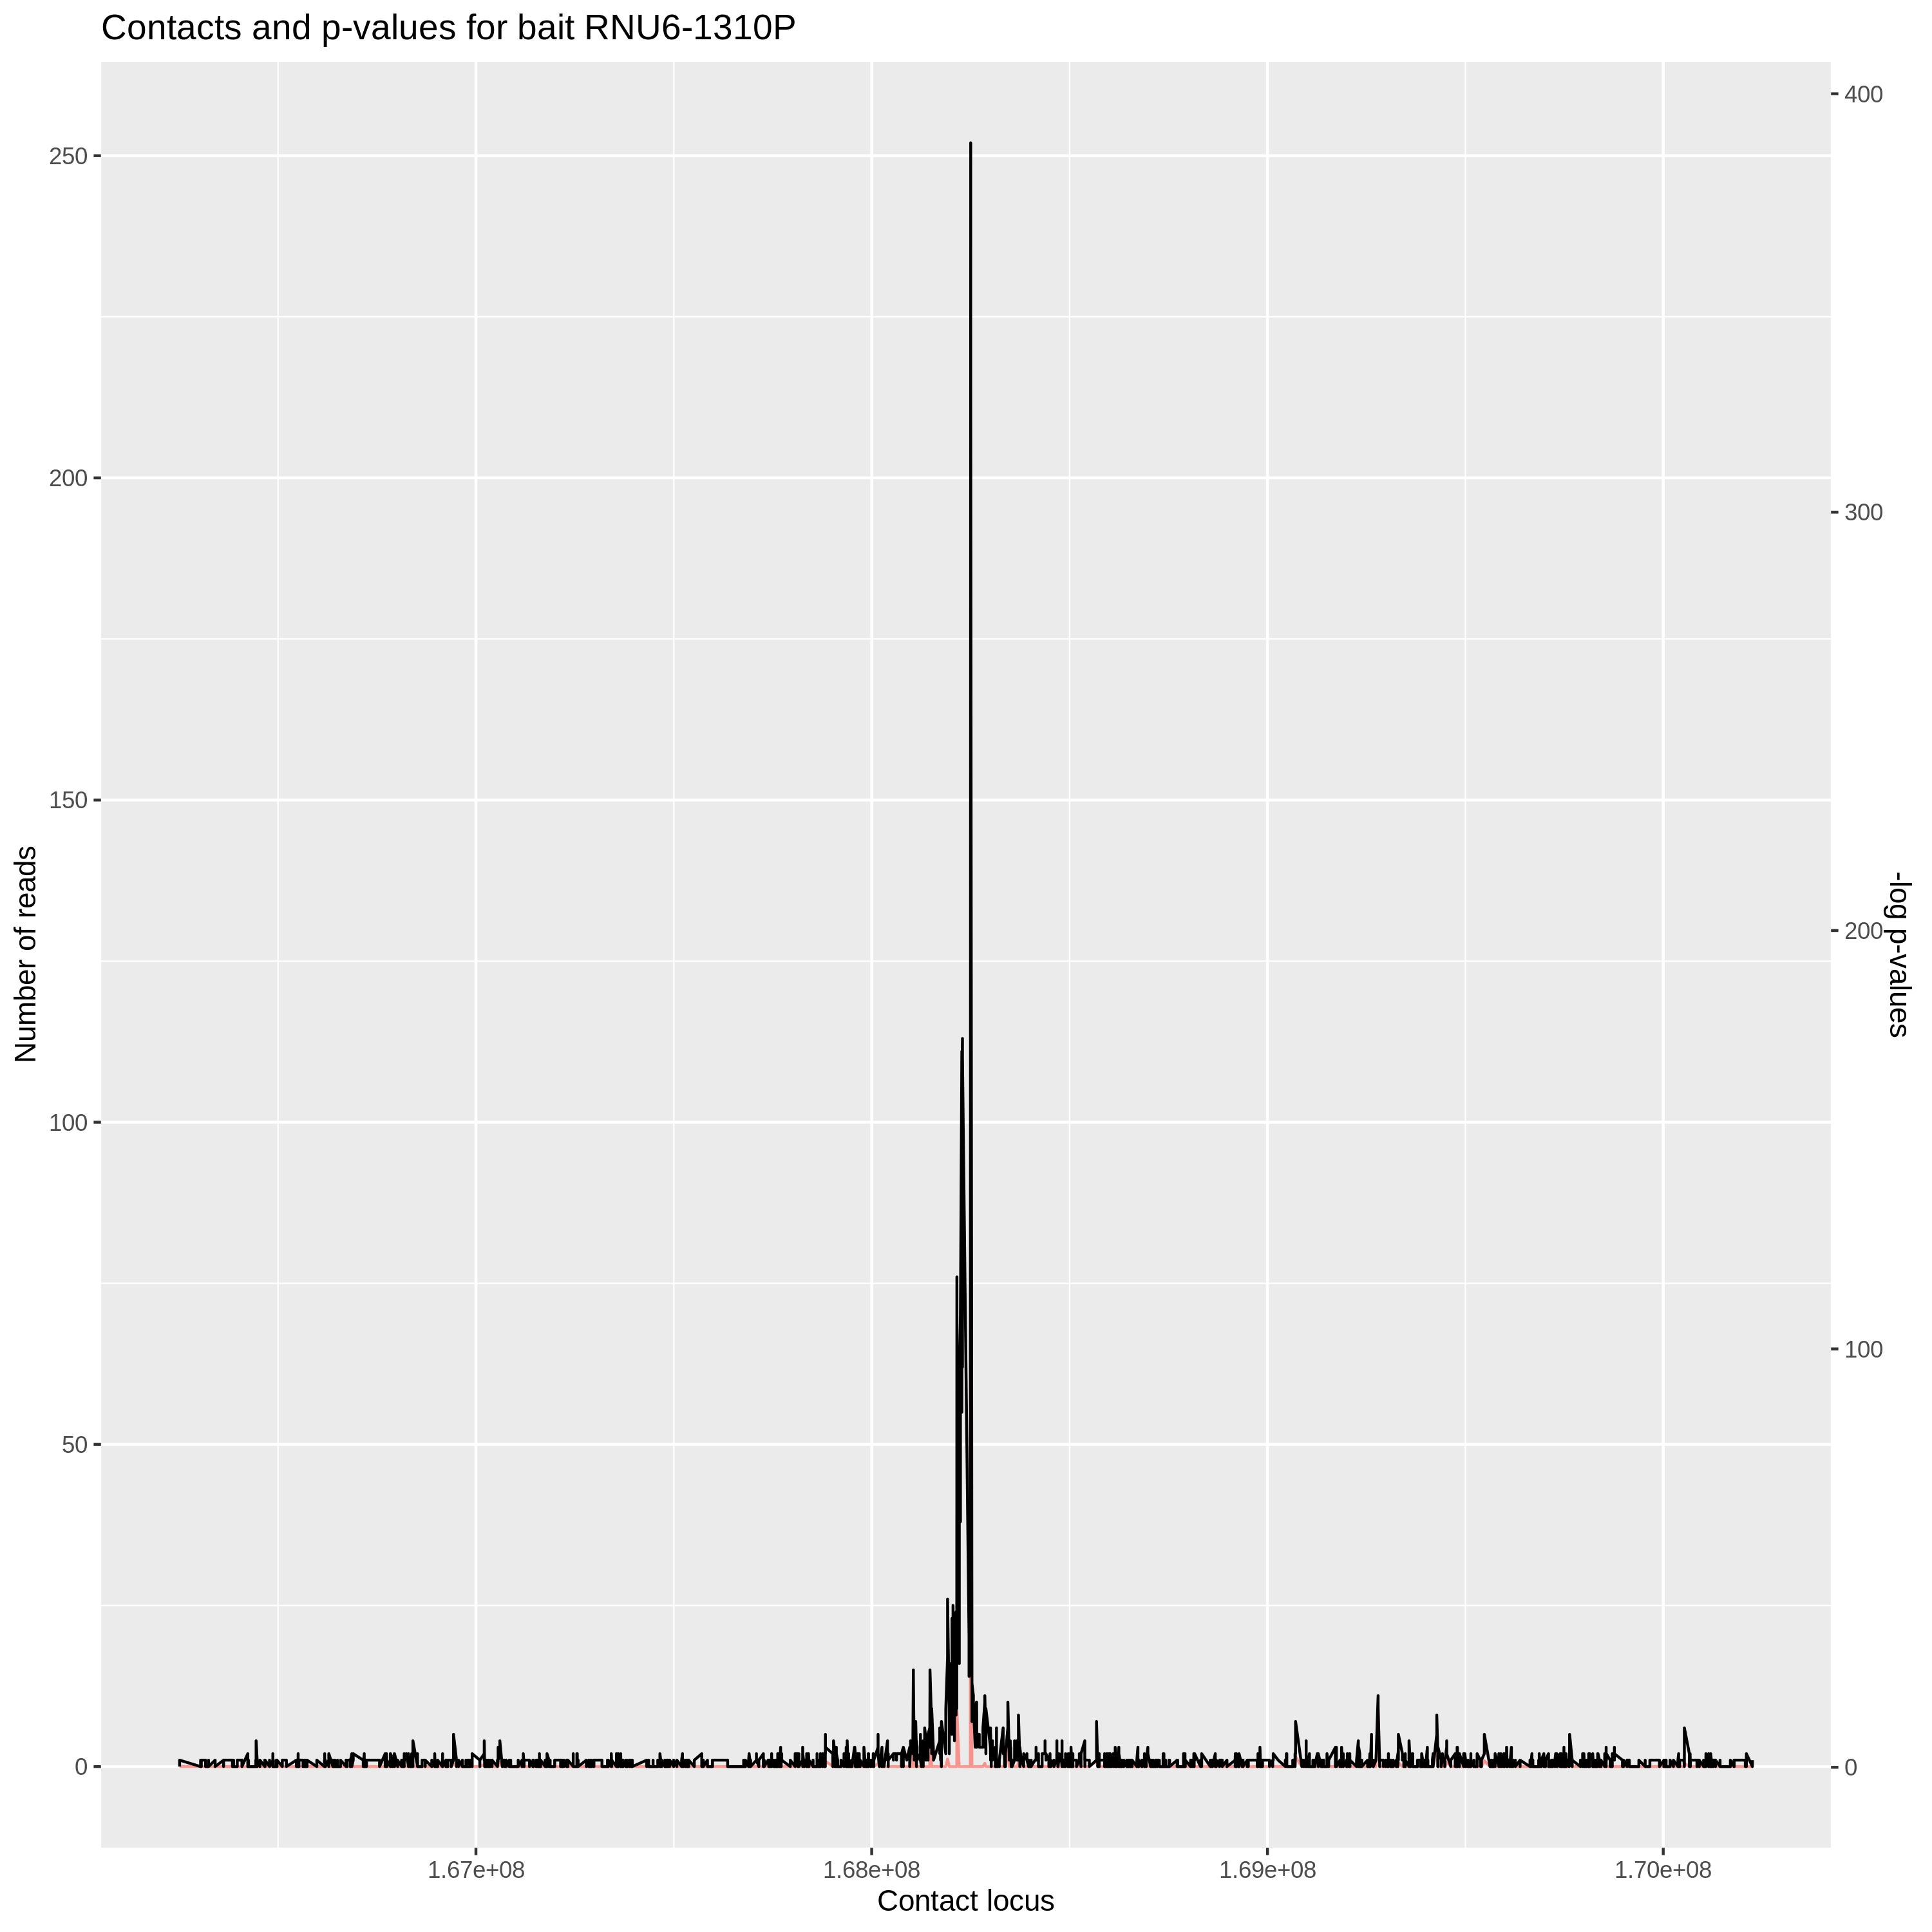 Contacts and p-values for bait RNU6-1310P
Number of reads
250
200
150
100
50
0
400
300
200
100
0
-log p-values
1.67e+08
1.68e+08
1.69e+08
1.70e+08
Contact locus